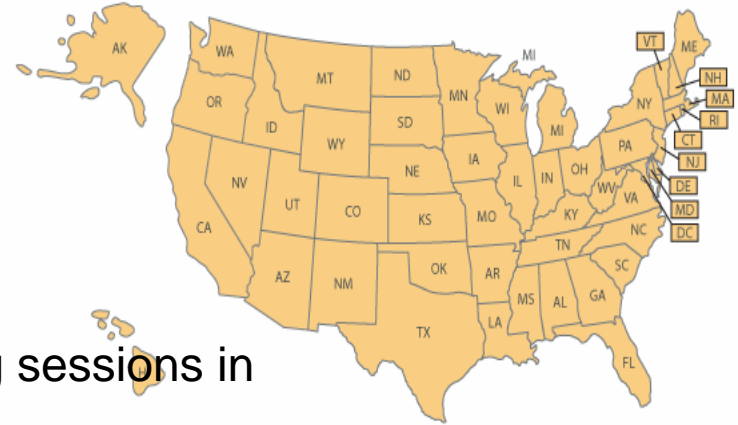 AK
WA
MT
ND
MN
MI
VT
ME
NH
MA
RI
CT
NJ
DE
MD
DC
OR
ID
WY
SD
WI
MI
NY
PA
NV
UT
CO
NE
IA
IL
IN
OH
WV
VA
CA
KS
MO
KY
NC
TN
AZ
NM
OK
AR
SC
MS
AL
GA
TX
LA
FL
sessions in